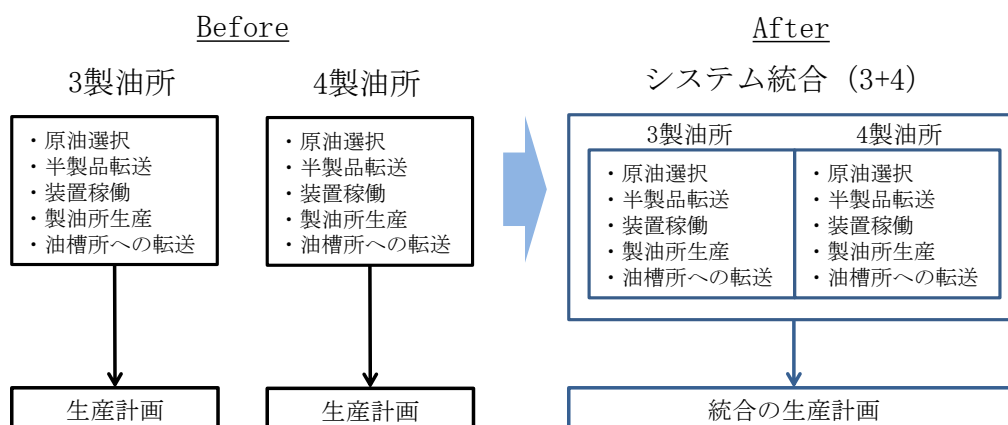 Before
3製油所
・原油選択
・半製品転送
・装置稼働
・製油所生産
・油槽所への転送
生産計画
4製油所
・原油選択
・半製品転送
・装置稼働
・製油所生産
・油槽所への転送
生産計画
After
システム統合 (3+4)
3製油所
・原油選択
・半製品転送
・装置稼働
・製油所生産
・油槽所への転送
4製油所
・原油選択
・半製品転送
・装置稼働
・製油所生産
・油槽所への転送
統合の生産計画